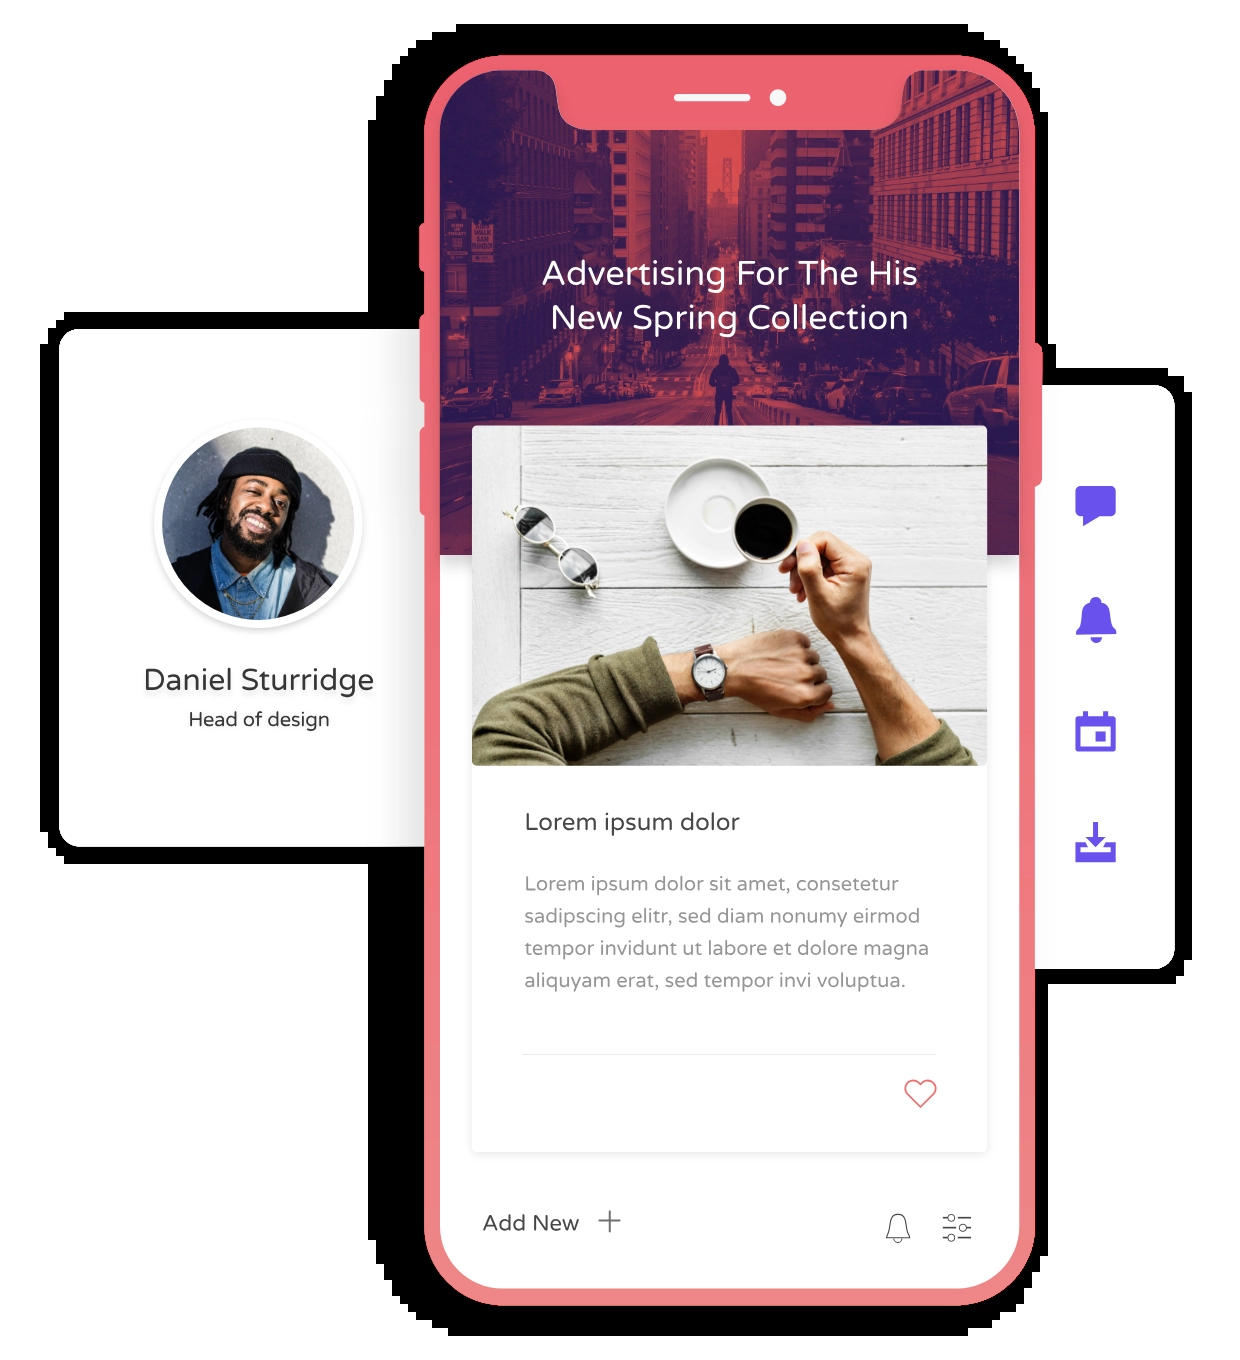 Advertising For The His
New Spring Collection
Daniel Sturridge
Head of design
Lorem ipsum dolor
Lorem ipsum dolor sit amet, consetetur
sadipscing elitr, sed diam nonumy eirmod
tempor invidunt ut labore et dolore magna
aliquyam erat, sed tempor invi voluptua.
Add New